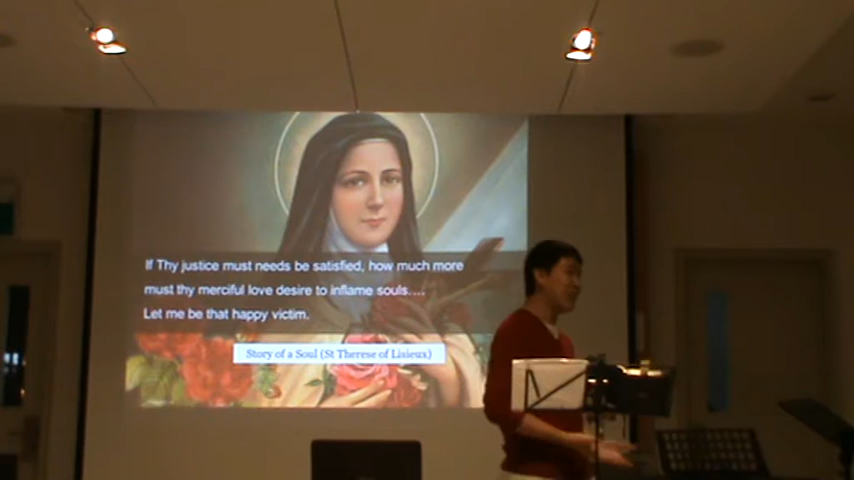 If Thy justice must needs be satisfied, how much more
must thy merciful love desire to inflame souls....
Let me be that happy victim.
Story of a Soul (St Therese of Lisieux)